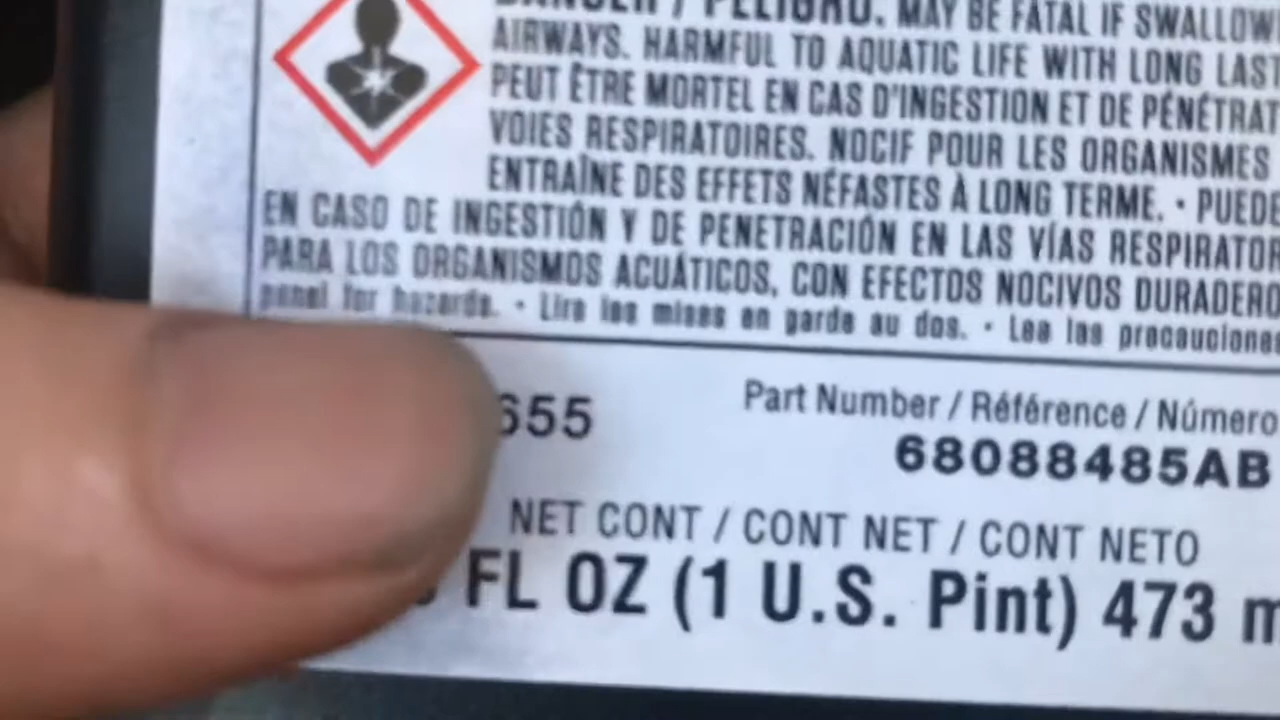 DANGER / PELIGRO. MAY BE FATAL IF SWALLOW
AIRWAYS. HARMFUL TO AQUATIC LIFE WITH LONG LAST
PEUT ÊTRE MORTEL EN CAS D'INGESTION ET DE PÉNÉTRAT
VOIES RESPIRATOIRES. NOCIF POUR LES ORGANISMES
ENTRAÎNE DES EFFETS NÉFASTES À LONG TERME. • PUEDE
EN CASO DE INGESTIÓN Y DE PENETRACIÓN EN LAS VÍAS RESPIRATOR
PARA LOS ORGANISMOS ACUÁTICOS, CON EFECTOS NOCIVOS DURADERO
panel for hazards. • Lire les mises en garde au dos. • Lea las precauciones
655
Part Number / Référence / Número
68088485AB
NET CONT / CONT NET / CONT NETO
FL OZ (1 U.S. Pint) 473 m